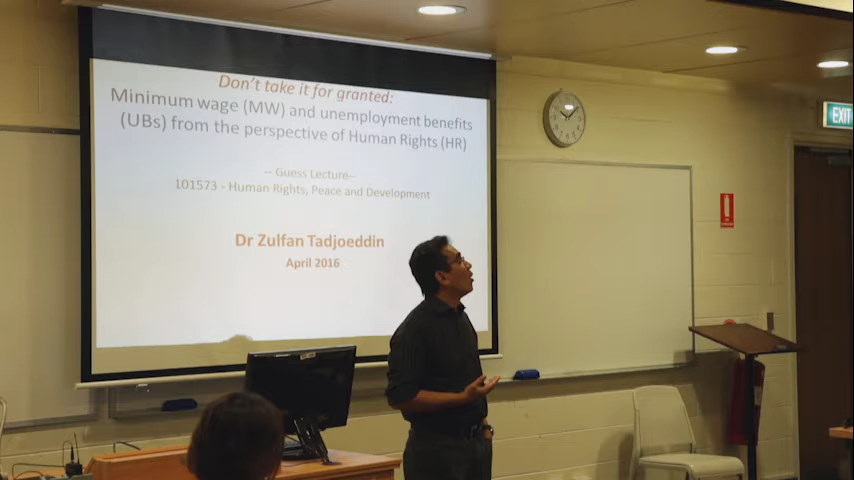 Don't take it for granted:
Minimum wage (MW) and unemployment benefits
(UBs) from the perspective of Human Rights (HR)
-- Guess Lecture--
101573 - Human Rights, Peace and Development
Dr Zulfan Tadjoeddin
April 2016
EXIT